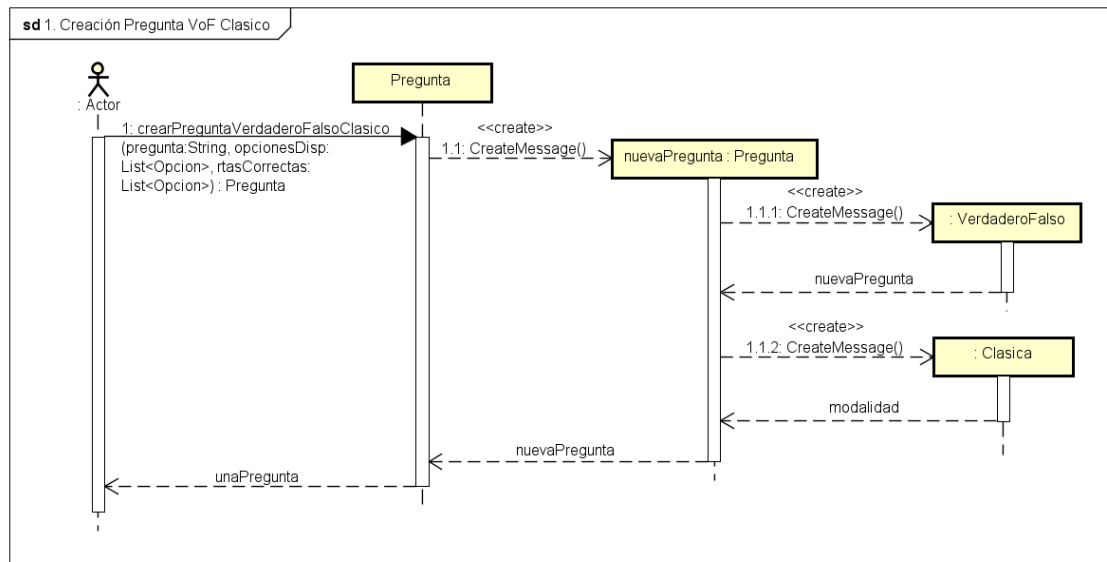 sd 1. Creación Pregunta VoF Clasico
: Actor
Pregunta
1: crearPreguntaVerdaderoFalsoClasico
(pregunta:String, opcionesDisp:
List<Opcion>, rtasCorrectas:
List<Opcion>) : Pregunta
<<create>>
1.1: CreateMessage()
nuevaPregunta : Pregunta
<<create>>
1.1.1: CreateMessage()
: VerdaderoFalso
nuevaPregunta
<<create>>
1.1.2: CreateMessage()
: Clasica
modalidad
nuevaPregunta
unaPregunta